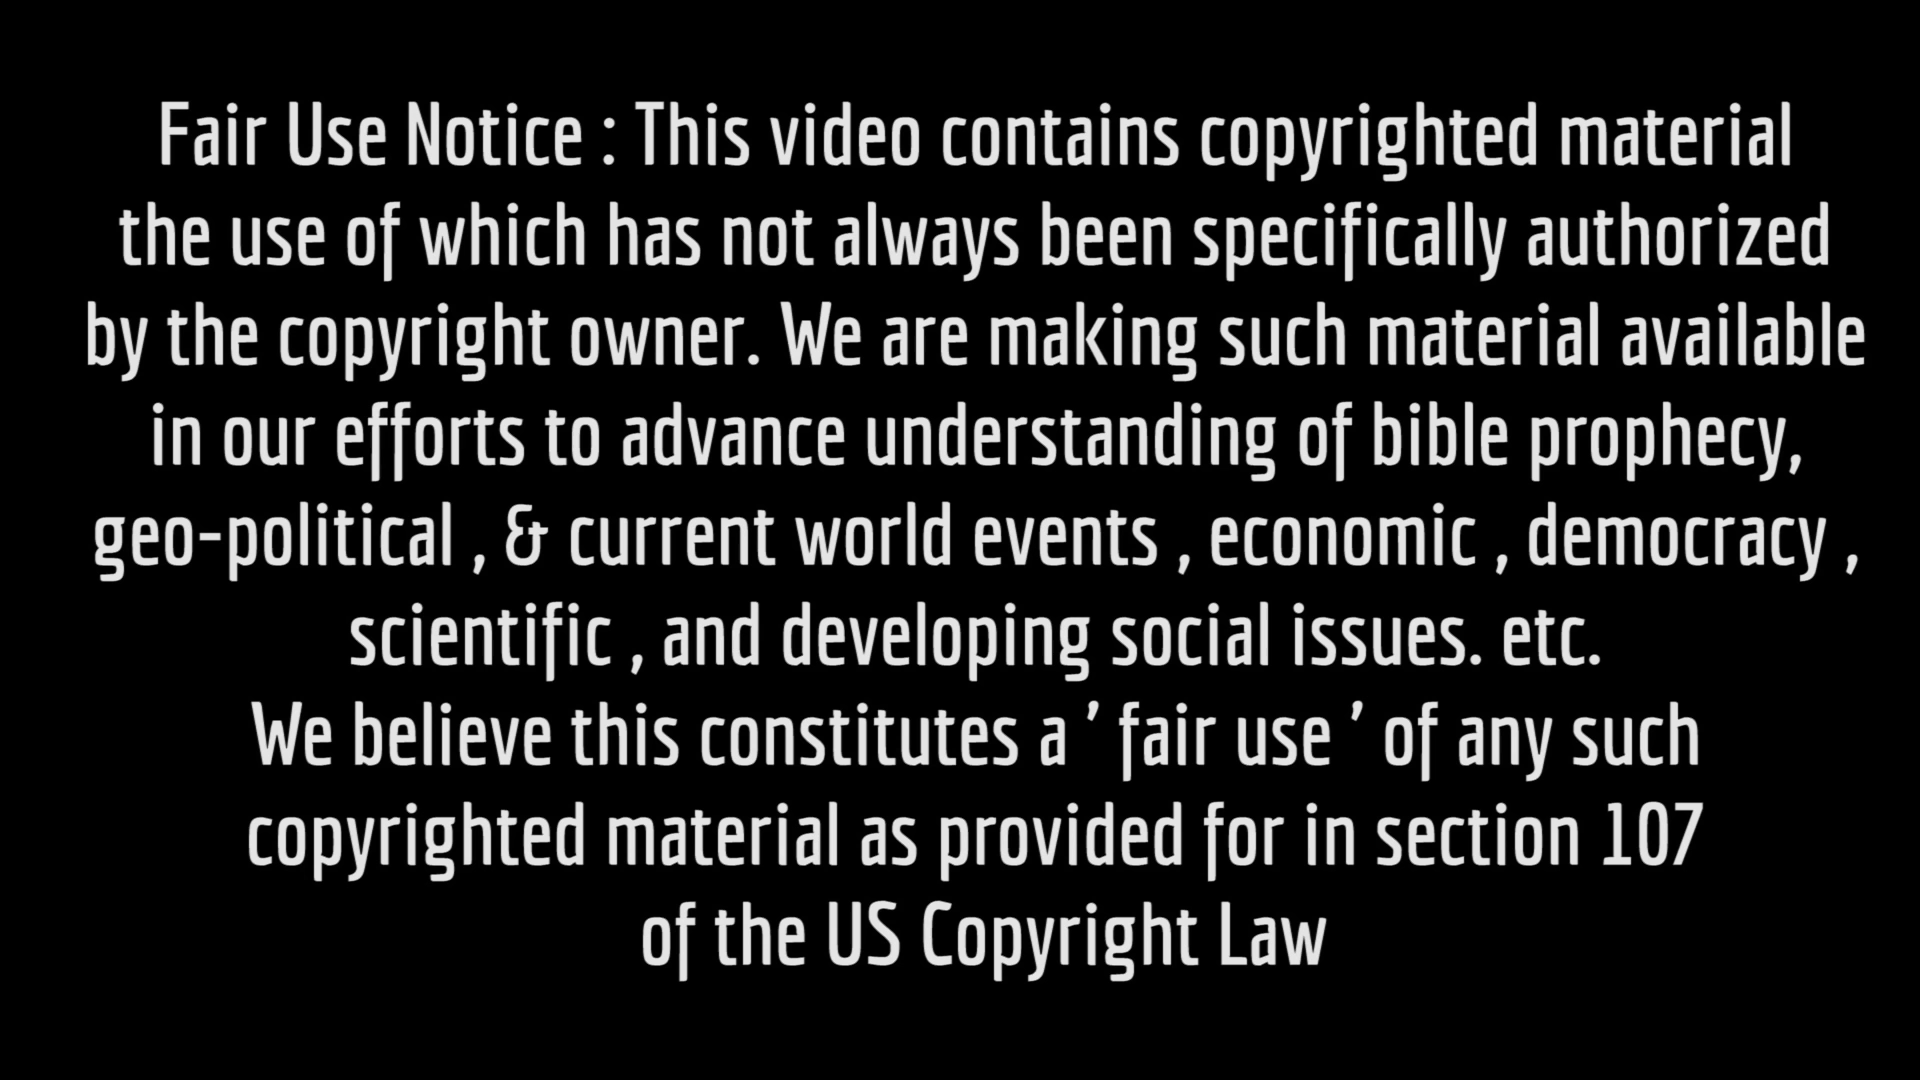 Fair Use Notice : This video contains copyrighted material
the use of which has not always been specifically authorized
by the copyright owner. We are making such material available
in our efforts to advance understanding of bible prophecy,
geo-political , & current world events , economic , democracy ,
scientific , and developing social issues. etc.
We believe this constitutes a ' fair use ' of any such
copyrighted material as provided for in section 107
of the US Copyright Law